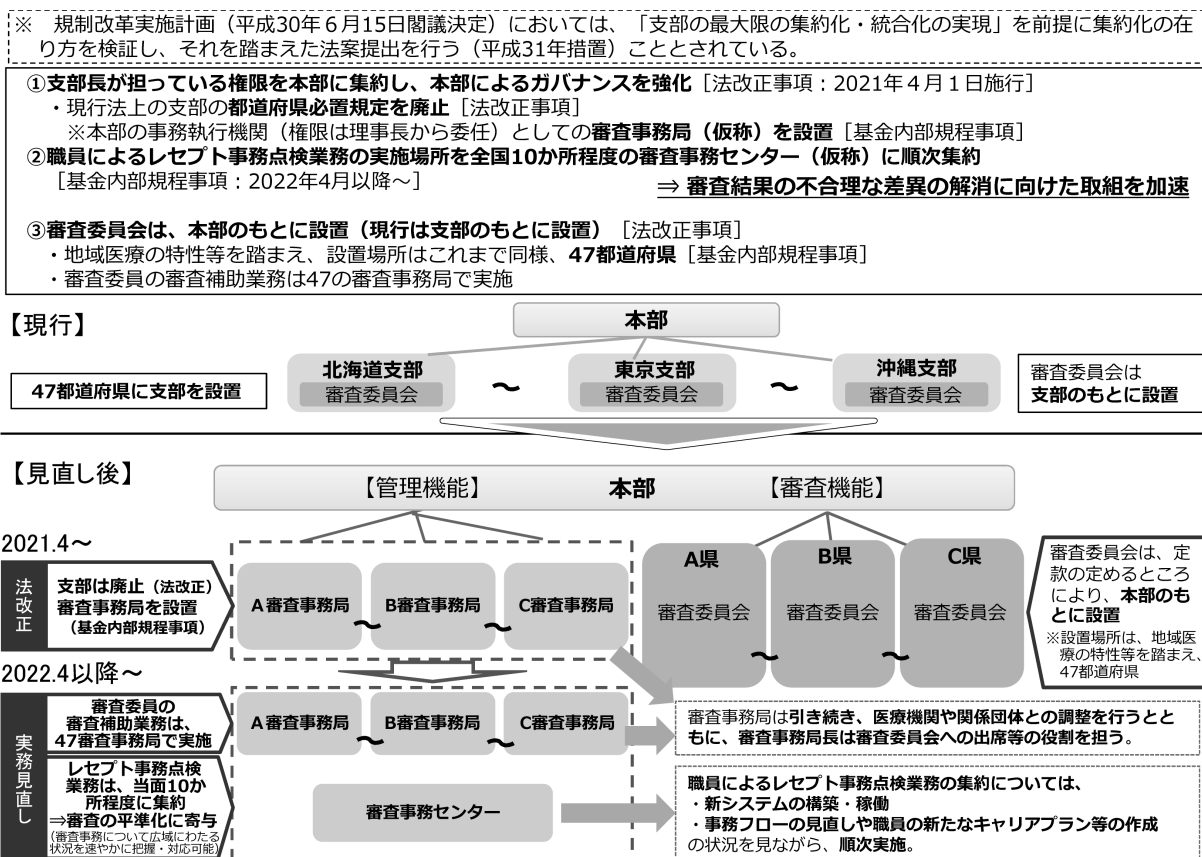 ※　規制改革実施計画（平成30年６月15日閣議決定）においては、「支部の最大限の集約化・統合化の実現」を前提に集約化の在
り方を検証し、それを踏まえた法案提出を行う（平成31年措置）こととされている。
①支部長が担っている権限を本部に集約し、本部によるガバナンスを強化［法改正事項：2021年４月１日施行］
・現行法上の支部の都道府県必置規定を廃止［法改正事項］
※本部の事務執行機関（権限は理事長から委任）としての審査事務局（仮称）を設置［基金内部規程事項］
②職員によるレセプト事務点検業務の実施場所を全国10か所程度の審査事務センター（仮称）に順次集約
［基金内部規程事項：2022年4月以降～］
⇒ 審査結果の不合理な差異の解消に向けた取組を加速
③審査委員会は、本部のもとに設置（現行は支部のもとに設置）［法改正事項］
・地域医療の特性等を踏まえ、設置場所はこれまで同様、47都道府県［基金内部規程事項］
・審査委員の審査補助業務は47の審査事務局で実施
【現行】
本部
47都道府県に支部を設置
北海道支部
審査委員会
～
東京支部
審査委員会
～
沖縄支部
審査委員会
審査委員会は
支部のもとに設置
【見直し後】
【管理機能】
本部
【審査機能】
2021.4～
法改正
支部は廃止（法改正）
審査事務局を設置
（基金内部規程事項）
A審査事務局
～
B審査事務局
～
C審査事務局
A県
審査委員会
～
B県
審査委員会
～
C県
審査委員会
審査委員会は、定
款の定めるところ
により、本部のも
とに設置
※設置場所は、地域医
療の特性等を踏まえ、
47都道府県
2022.4以降～
実務見直し
審査委員の
審査補助業務は、
47審査事務局で実施
A審査事務局
～
B審査事務局
～
C審査事務局
審査事務局は引き続き、医療機関や関係団体との調整を行うとと
もに、審査事務局長は審査委員会への出席等の役割を担う。
レセプト事務点検
業務は、当面10か
所程度に集約
⇒審査の平準化に寄与
（審査事務について広域にわたる
状況を速やかに把握・対応可能）
審査事務センター
職員によるレセプト事務点検業務の集約については、
・新システムの構築・稼働
・事務フローの見直しや職員の新たなキャリアプラン等の作成
の状況を見ながら、順次実施。